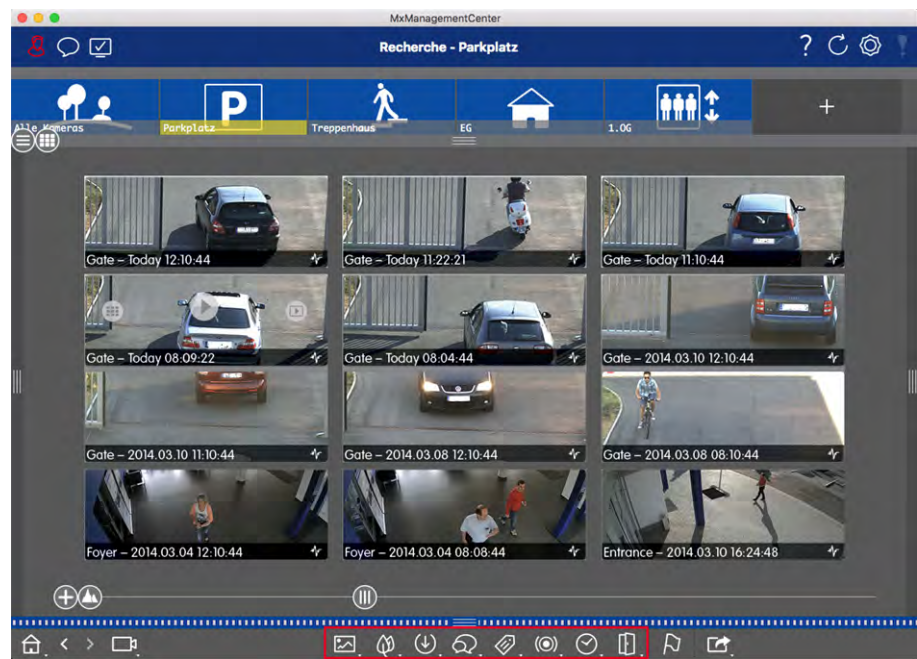 MxManagementCenter
Recherche - Parkplatz
?
P
Alle Kameras
Parkplatz
Treppenhaus
EG
1.OG
+
Gate – Today 12:10:44
Gate – Today 11:22:21
Gate – Today 11:10:44
Gate – Today 08:09:22
Gate – Today 08:04:44
Gate – 2014.03.10 12:10:44
Gate – 2014.03.10 11:10:44
Gate – 2014.03.08 12:10:44
Gate – 2014.03.08 08:10:44
Foyer – 2014.03.04 12:10:44
Foyer – 2014.03.04 08:08:44
Entrance – 2014.03.10 16:24:48